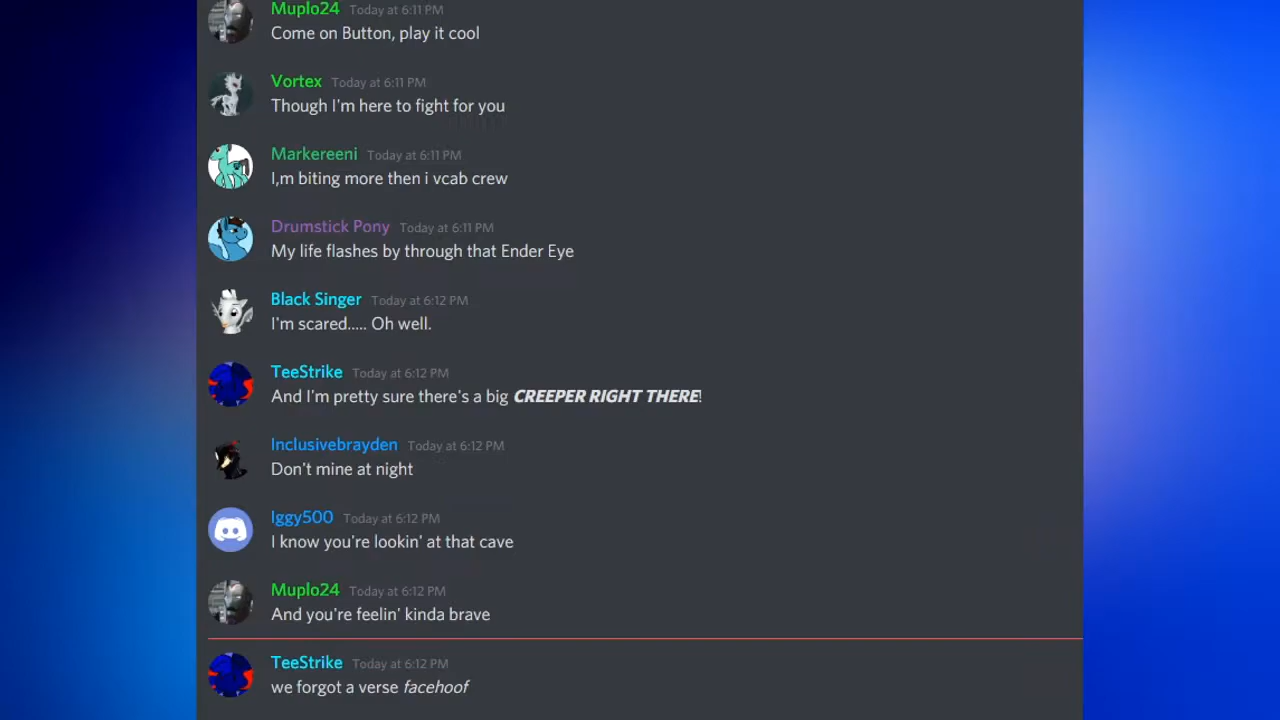 Muplo24 Today at 6:11 PM
Come on Button, play it cool
Vortex Today at 6:11 PM
Though I'm here to fight for you
Markereeni Today at 6:11 PM
I,m biting more then i vcab crew
Drumstick Pony Today at 6:11 PM
My life flashes by through that Ender Eye
Black Singer Today at 6:12 PM
I'm scared..... Oh well.
TeeStrike Today at 6:12 PM
And I'm pretty sure there's a big CREEPER RIGHT THERE!
Inclusivebrayden Today at 6:12 PM
Don't mine at night
Iggy500 Today at 6:12 PM
I know you're lookin' at that cave
Muplo24 Today at 6:12 PM
And you're feelin' kinda brave
TeeStrike Today at 6:12 PM
we forgot a verse facehoof